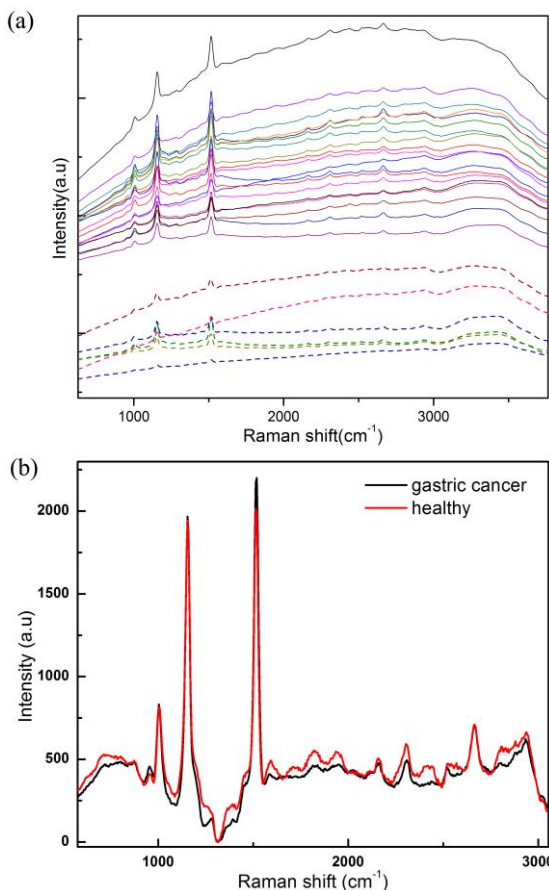 (a)
Intensity(a.u)
1000 2000 3000
Raman shift(cm⁻¹)
(b)
gastric cancer
healthy
2000
1500
1000
500
0
Intensity (a.u)
1000 2000 3000
Raman shift (cm⁻¹)